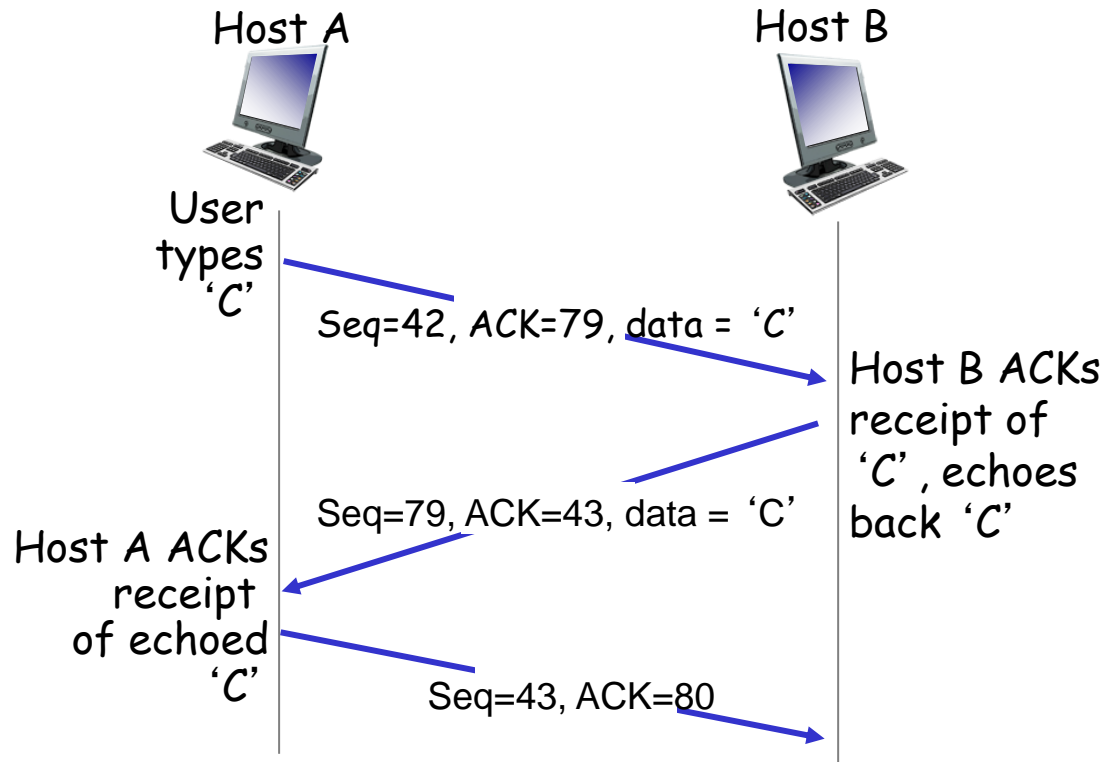 Host A
Host B
User
types
‘C’
Seq=42, ACK=79, data = ‘C’
Host B ACKs
receipt of
‘C’ , echoes
back ‘C’
Seq=79, ACK=43, data = ‘C’
Host A ACKs
receipt
of echoed
‘C’
Seq=43, ACK=80